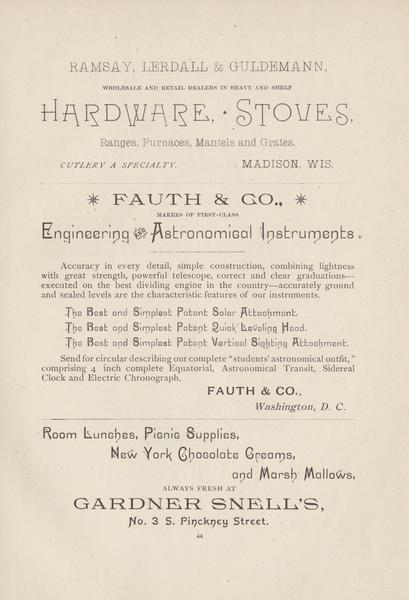 RAMSAY, LERDALL & GULDEMANN,
WHOLESALE AND RETAIL DEALERS IN HEAVY AND SHELF
HARDWARE, · STOVES,
Ranges, Furnaces, Mantels and Grates.
CUTLERY A SPECIALTY. MADISON, WIS.
FAUTH & CO.,
MAKERS OF FIRST-CLASS
Engineering & Astronomical Instruments.
Accuracy in every detail, simple construction, combining lightness
with great strength, powerful telescope, correct and clear graduations—
executed on the best dividing engine in the country—accurately ground
and sealed levels are the characteristic features of our instruments.
The Best and Simplest Patent Solar Attachment.
The Best and Simplest Patent Quick Leveling Head.
The Best and Simplest Patent Vertical Sighting Attachment.
Send for circular describing our complete "students' astronomical outfit,"
comprising 4 inch complete Equatorial, Astronomical Transit, Sidereal
Clock and Electric Chronograph.
FAUTH & CO.,
Washington, D. C.
Room Lunches, Picnic Supplies,
New York Chocolate Creams,
and Marsh Mallows,
ALWAYS FRESH AT
GARDNER SNELL'S,
No. 3 S. Pinckney Street.
44